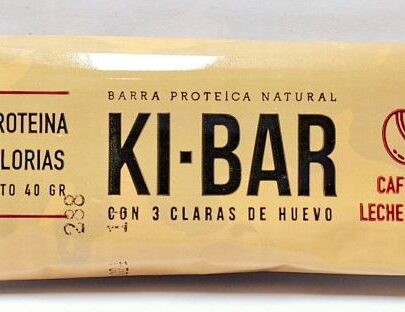 ROTEINA
LORIAS
TO 40 GR
BARRA PROTEICA NATURAL
KI·BAR
CON 3 CLARAS DE HUEVO
CAF
LECHE